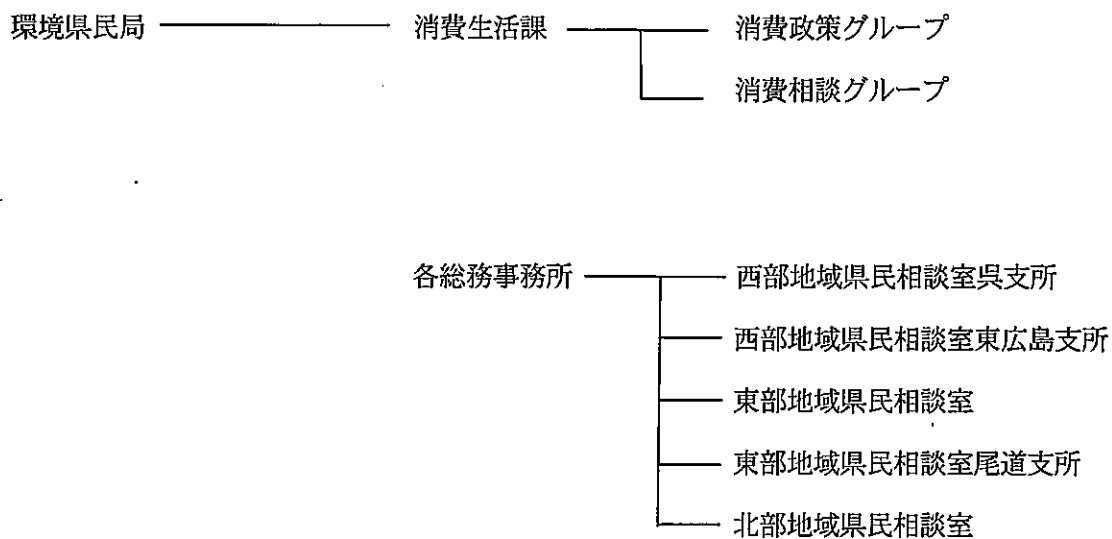 環境県民局 消費生活課 消費政策グループ
消費相談グループ
各総務事務所 西部地域県民相談室呉支所
西部地域県民相談室東広島支所
東部地域県民相談室
東部地域県民相談室尾道支所
北部地域県民相談室